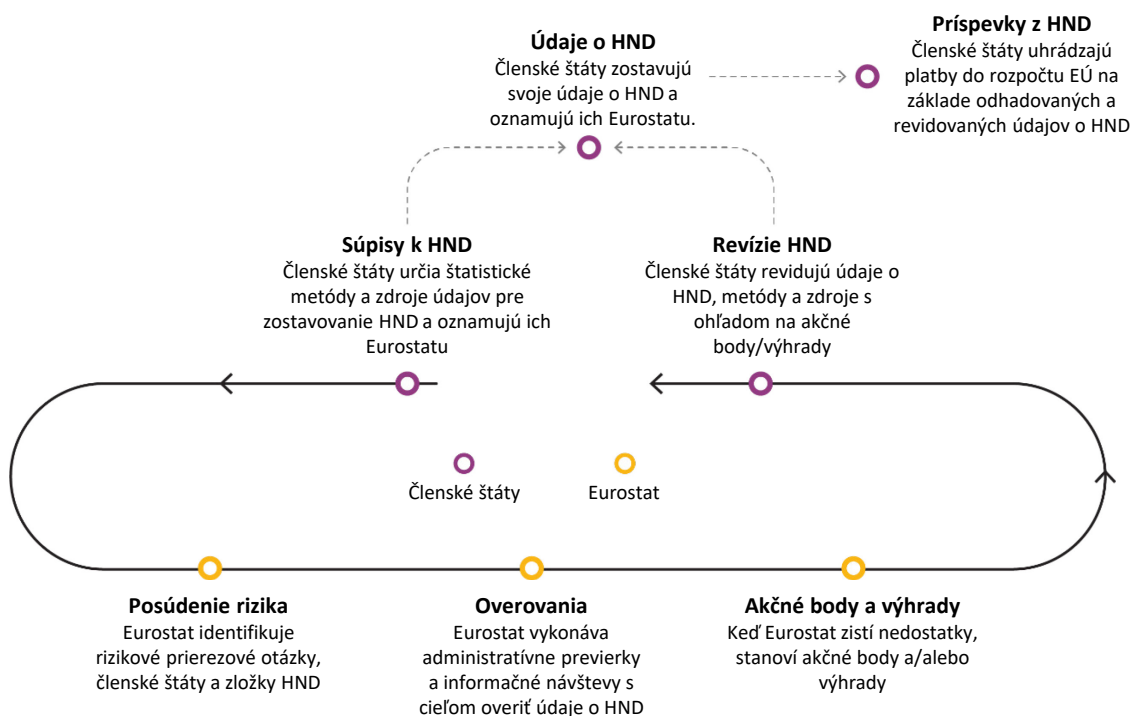 Príspevky z HND
Členské štáty uhrádzajú
platby do rozpočtu EÚ na
základe odhadovaných a
revidovaných údajov o HND
Údaje o HND
Členské štáty zostavujú
svoje údaje o HND a
oznamujú ich Eurostatu.
Súpisy k HND
Členské štáty určia štatistické
metódy a zdroje údajov pre
zostavovanie HND a oznamujú ich
Eurostatu
Revízie HND
Členské štáty revidujú údaje o
HND, metódy a zdroje s
ohľadom na akčné
body/výhrady
Členské štáty
Eurostat
Posúdenie rizika
Eurostat identifikuje
rizikové prierezové otázky,
členské štáty a zložky HND
Overovania
Eurostat vykonáva
administratívne previerky
a informačné návštevy s
cieľom overiť údaje o HND
Akčné body a výhrady
Keď Eurostat zistí nedostatky,
stanoví akčné body a/alebo
výhrady